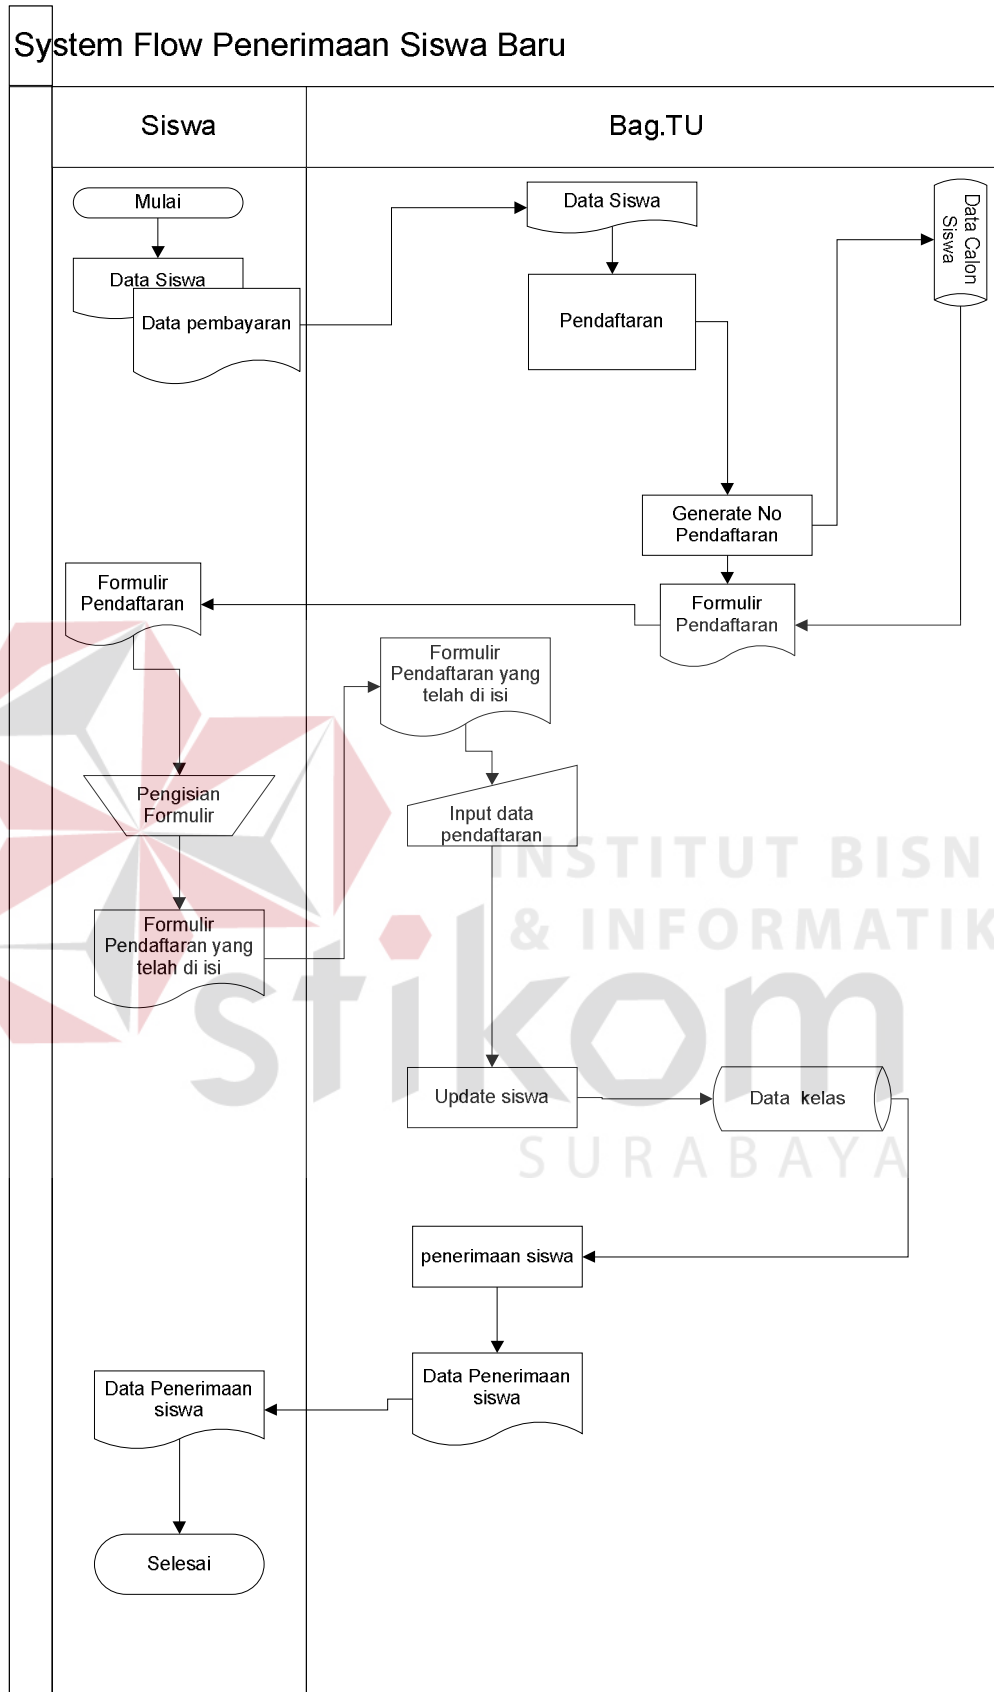 System Flow Penerimaan Siswa Baru
Siswa
Bag.TU
Mulai
Data Siswa
Data pembayaran
Data Siswa
Pendaftaran
Data Calon
Siswa
Generate No
Pendaftaran
Formulir
Pendaftaran
Formulir
Pendaftaran
Formulir
Pendaftaran yang
telah di isi
Pengisian
Formulir
Input data
pendaftaran
Formulir
Pendaftaran yang
telah di isi
INSTITUT BISN
& INFORMATIK
stikom
SURABAYA
Update siswa
Data kelas
penerimaan siswa
Data Penerimaan
siswa
Data Penerimaan
siswa
Selesai